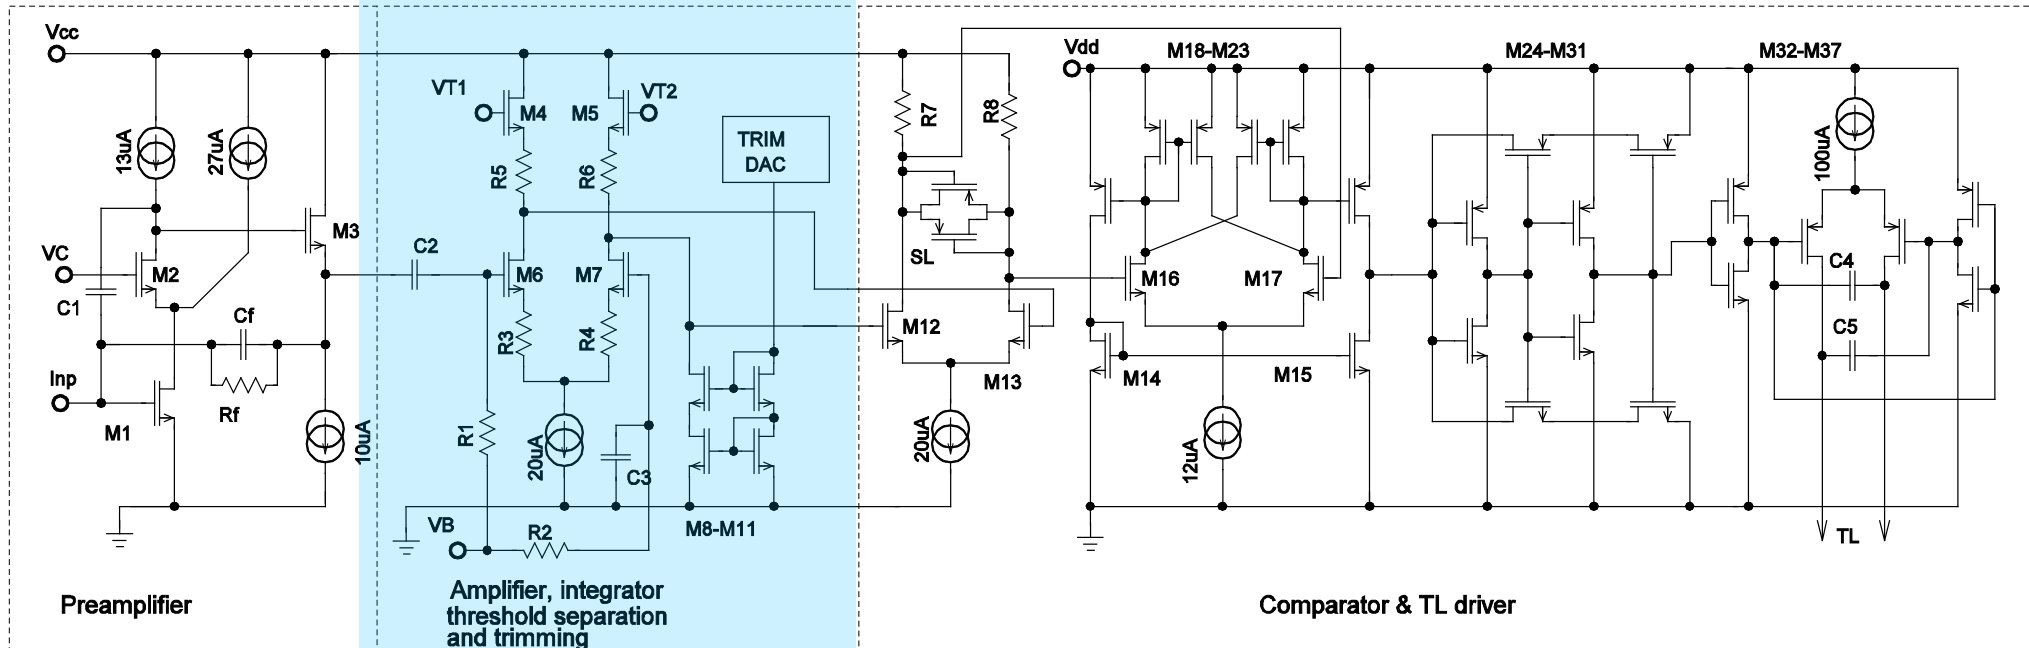 Vcc
Vdd
M18-M23
M24-M31
M32-M37
VT1
M4
M5
VT2
TRIM
DAC
13uA
27uA
R5
R6
R7
R8
100uA
M3
VC
M2
C1
C2
M6
M7
SL
M16
M17
C4
C5
Cf
R3
R4
M12
M13
M14
M15
Inp
Rf
M1
10uA
R1
20uA
C3
20uA
12uA
VB
R2
M8-M11
TL
Preamplifier
Amplifier, integrator
threshold separation
and trimming
Comparator & TL driver